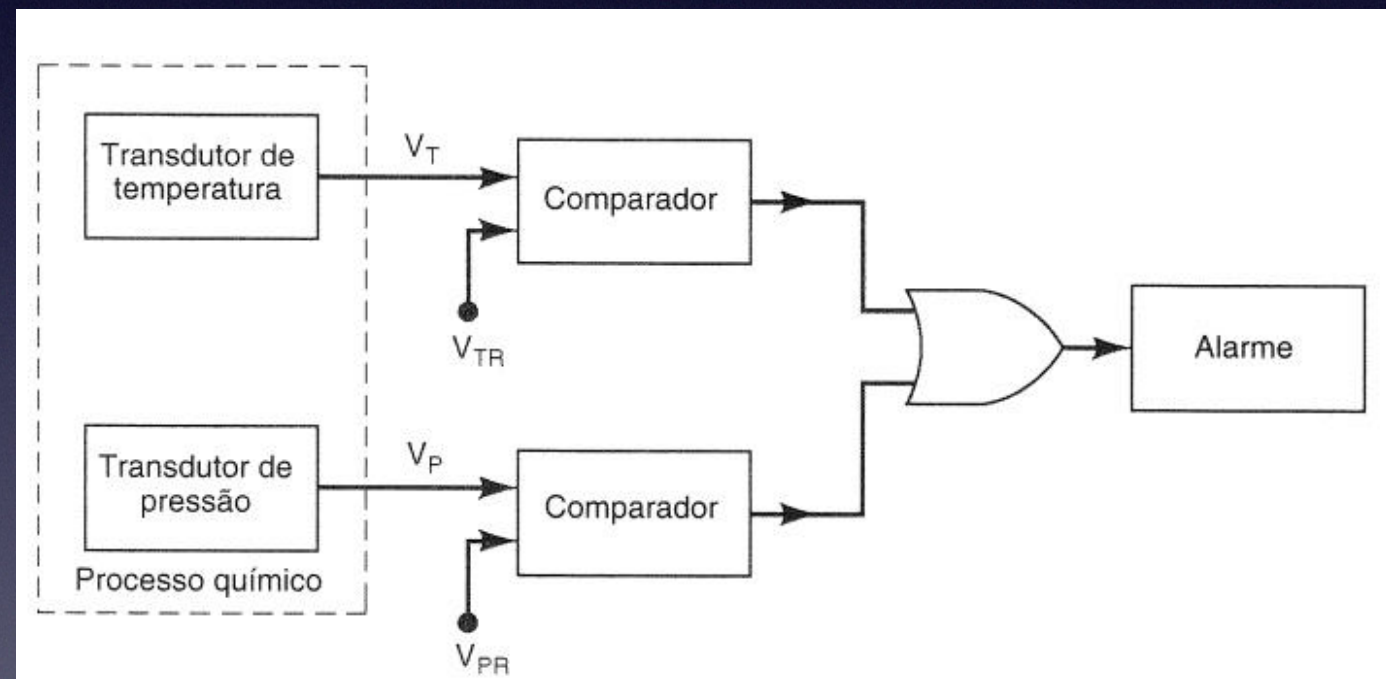 Transdutor de
temperatura
V_T
Comparador
V_TR
Alarme
Transdutor de
pressão
V_P
Comparador
Processo químico
V_PR